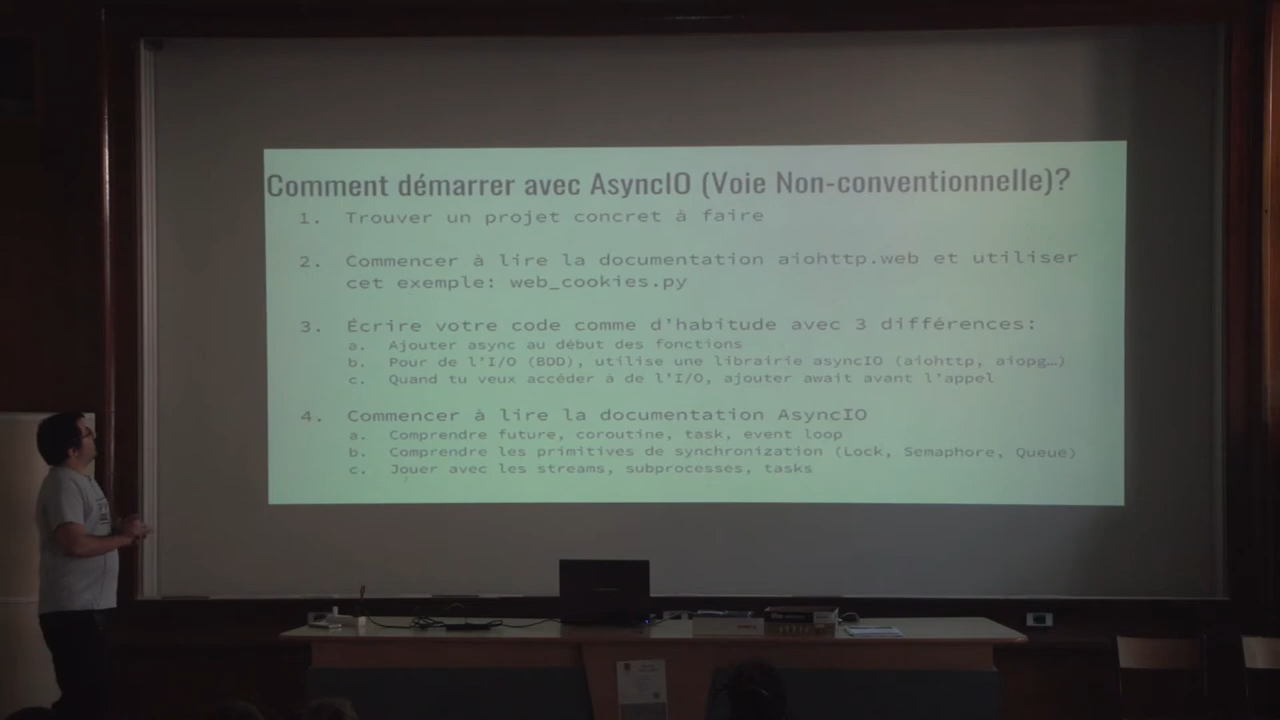 Comment démarrer avec AsyncIO (Voie Non-conventionnelle)?
1. Trouver un projet concret à faire
2. Commencer à lire la documentation aiohttp.web et utiliser
cet exemple: web_cookies.py
3. Écrire votre code comme d'habitude avec 3 différences:
a. Ajouter async au début des fonctions
b. Pour de l'I/O (BDD), utilise une librairie asyncIO (aiohttp, aiopg…)
c. Quand tu veux accéder à de l'I/O, ajouter await avant l'appel
4. Commencer à lire la documentation AsyncIO
a. Comprendre future, coroutine, task, event loop
b. Comprendre les primitives de synchronization (Lock, Semaphore, Queue)
c. Jouer avec les streams, subprocesses, tasks